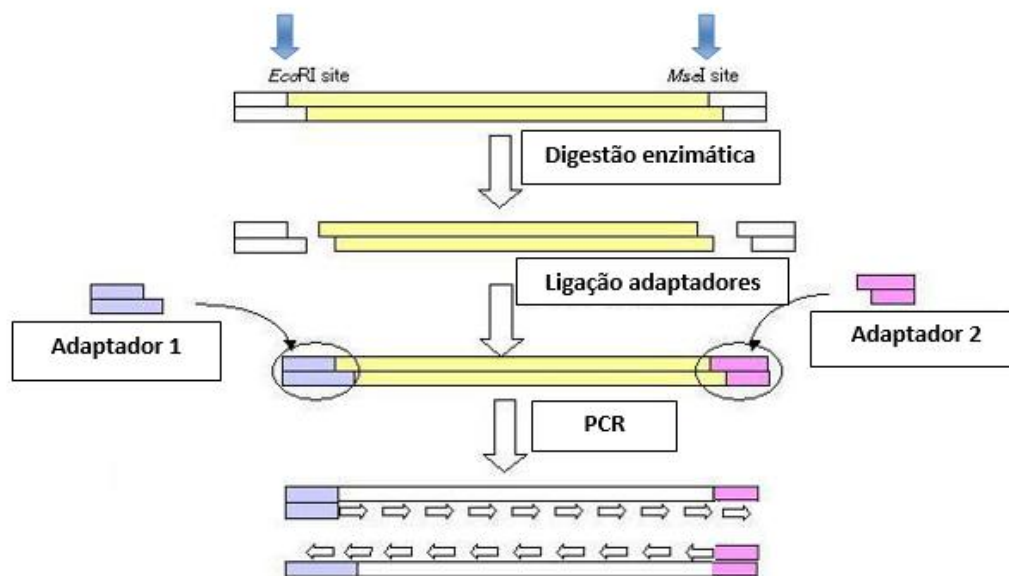 EcoRI site
MseI site
Digestão enzimática
Ligação adaptadores
Adaptador 1
Adaptador 2
PCR